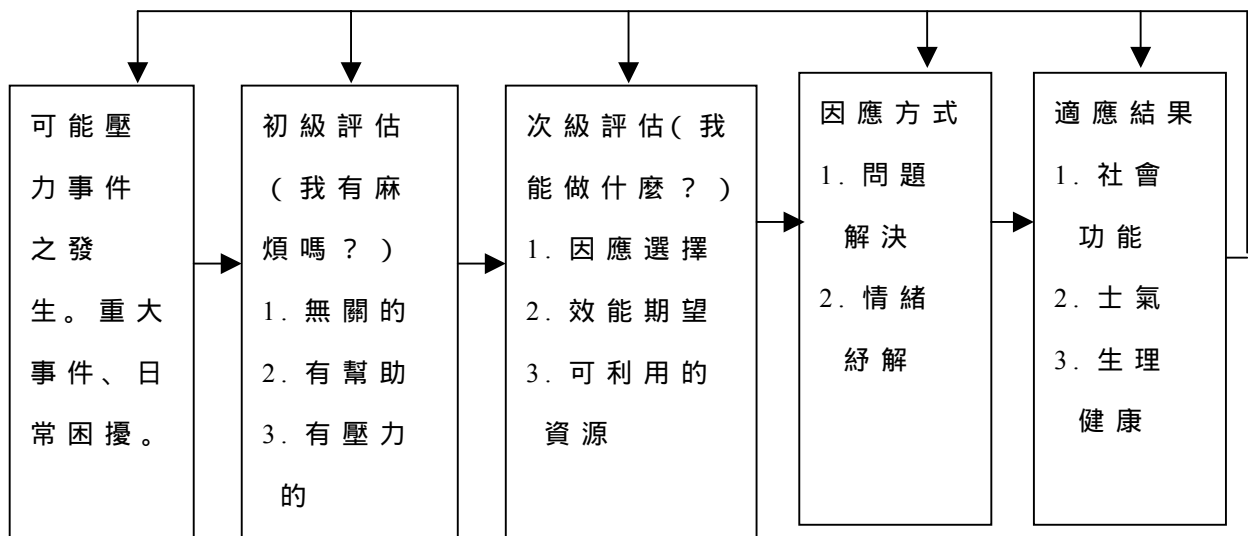 可能壓
力事件
之發
生。重大
事件、日
常困擾。
初級評估
(我有麻
煩嗎?)
1. 無關的
2. 有幫助
3. 有壓力
的
次級評估(我
能做什麼?)
1. 因應選擇
2. 效能期望
3. 可利用的
資源
因應方式
1. 問題
解決
2. 情緒
紓解
適應結果
1. 社會
功能
2. 士氣
3. 生理
健康